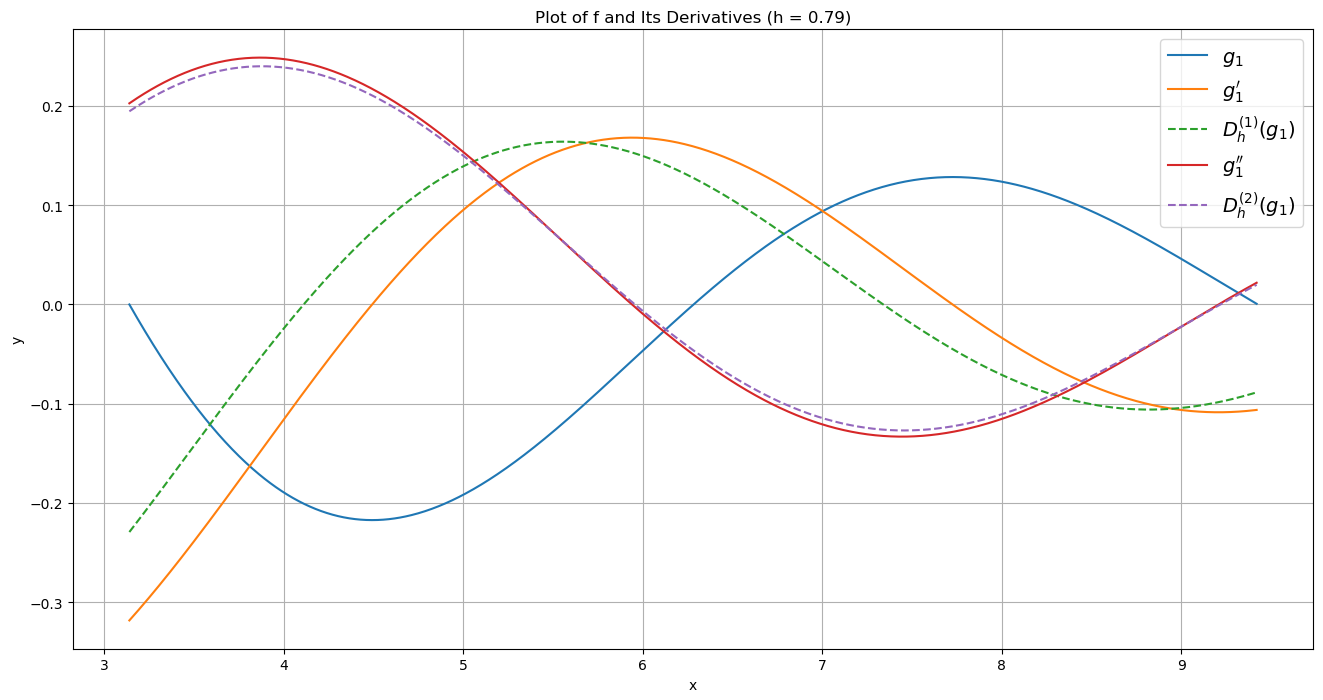 Plot of f and Its Derivatives (h = 0.79)
y
0.2
0.1
0.0
−0.1
−0.2
−0.3
3 4 5 6 7 8 9
x
g₁
g₁′
D_h^(1)(g₁)
g₁″
D_h^(2)(g₁)